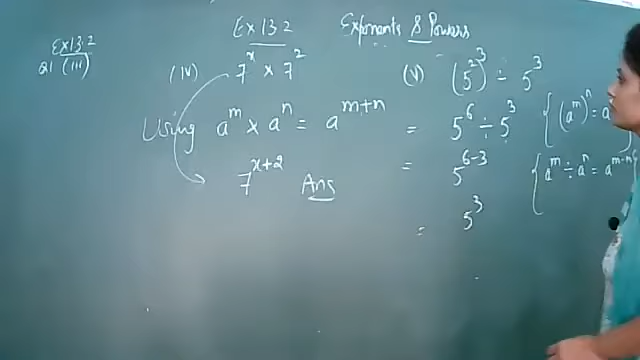 Ex 13.2 Exponents & Powers
Ex 13.2
Q1 (iii)
(iv) 7^x × 7^2
Using a^m × a^n = a^{m+n}
7^{x+2} Ans
(v) (5^2)^3 ÷ 5^3
= 5^6 ÷ 5^3 { (a^m)^n = a
= 5^{6-3} { a^m ÷ a^n = a^{m-n}
= 5^3